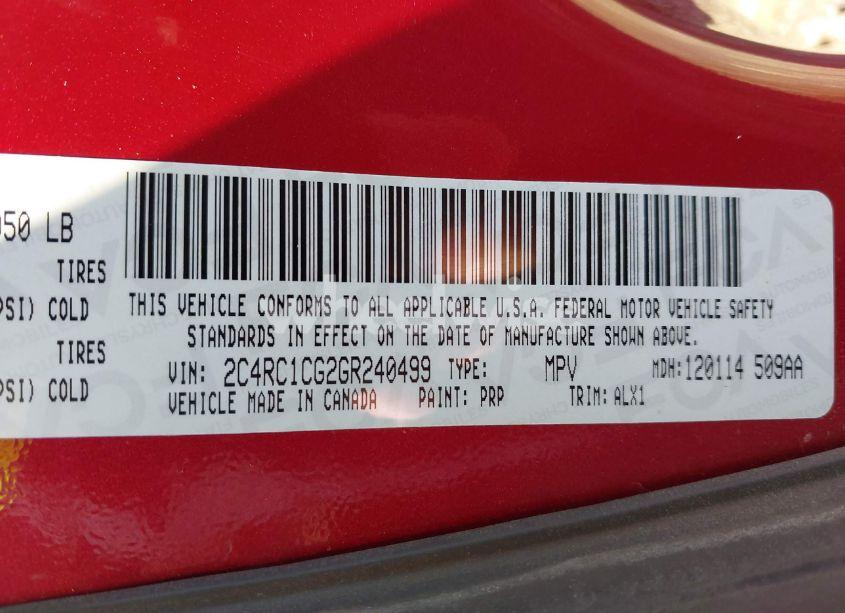 050 LB
TIRES
PSI) COLD
TIRES
PSI) COLD
THIS VEHICLE CONFORMS TO ALL APPLICABLE U.S.A. FEDERAL MOTOR VEHICLE SAFETY
STANDARDS IN EFFECT ON THE DATE OF MANUFACTURE SHOWN ABOVE.
VIN: 2C4RC1CG2GR240499 TYPE: MPV MDH:120114 509AA
VEHICLE MADE IN CANADA PAINT: PRP TRIM: ALX1